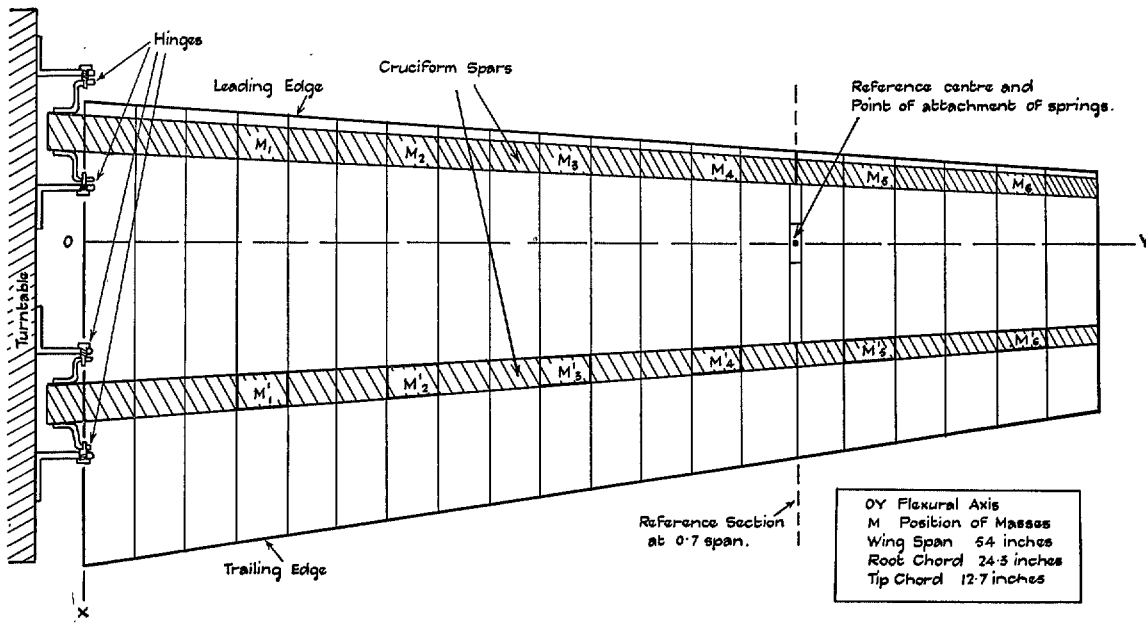 Hinges
Cruciform Spars
Leading Edge
Reference centre and
Point of attachment of springs.
M₁
M₂
M₃
M₄
M₅
M₆
O
Y
Turntable
M'₁
M'₂
M'₃
M'₄
M'₅
M'₆
Reference Section
at 0·7 span.
Trailing Edge
X
OY Flexural Axis
M Position of Masses
Wing Span 54 inches
Root Chord 24·3 inches
Tip Chord 12·7 inches